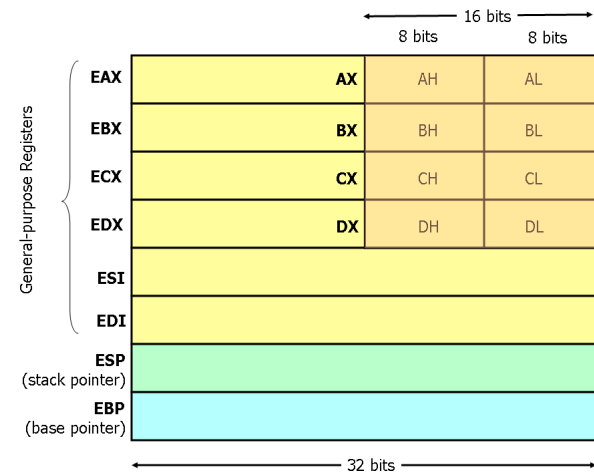 16 bits
8 bits 8 bits
General-purpose Registers
EAX AX AH AL
EBX BX BH BL
ECX CX CH CL
EDX DX DH DL
ESI
EDI
ESP
(stack pointer)
EBP
(base pointer)
32 bits